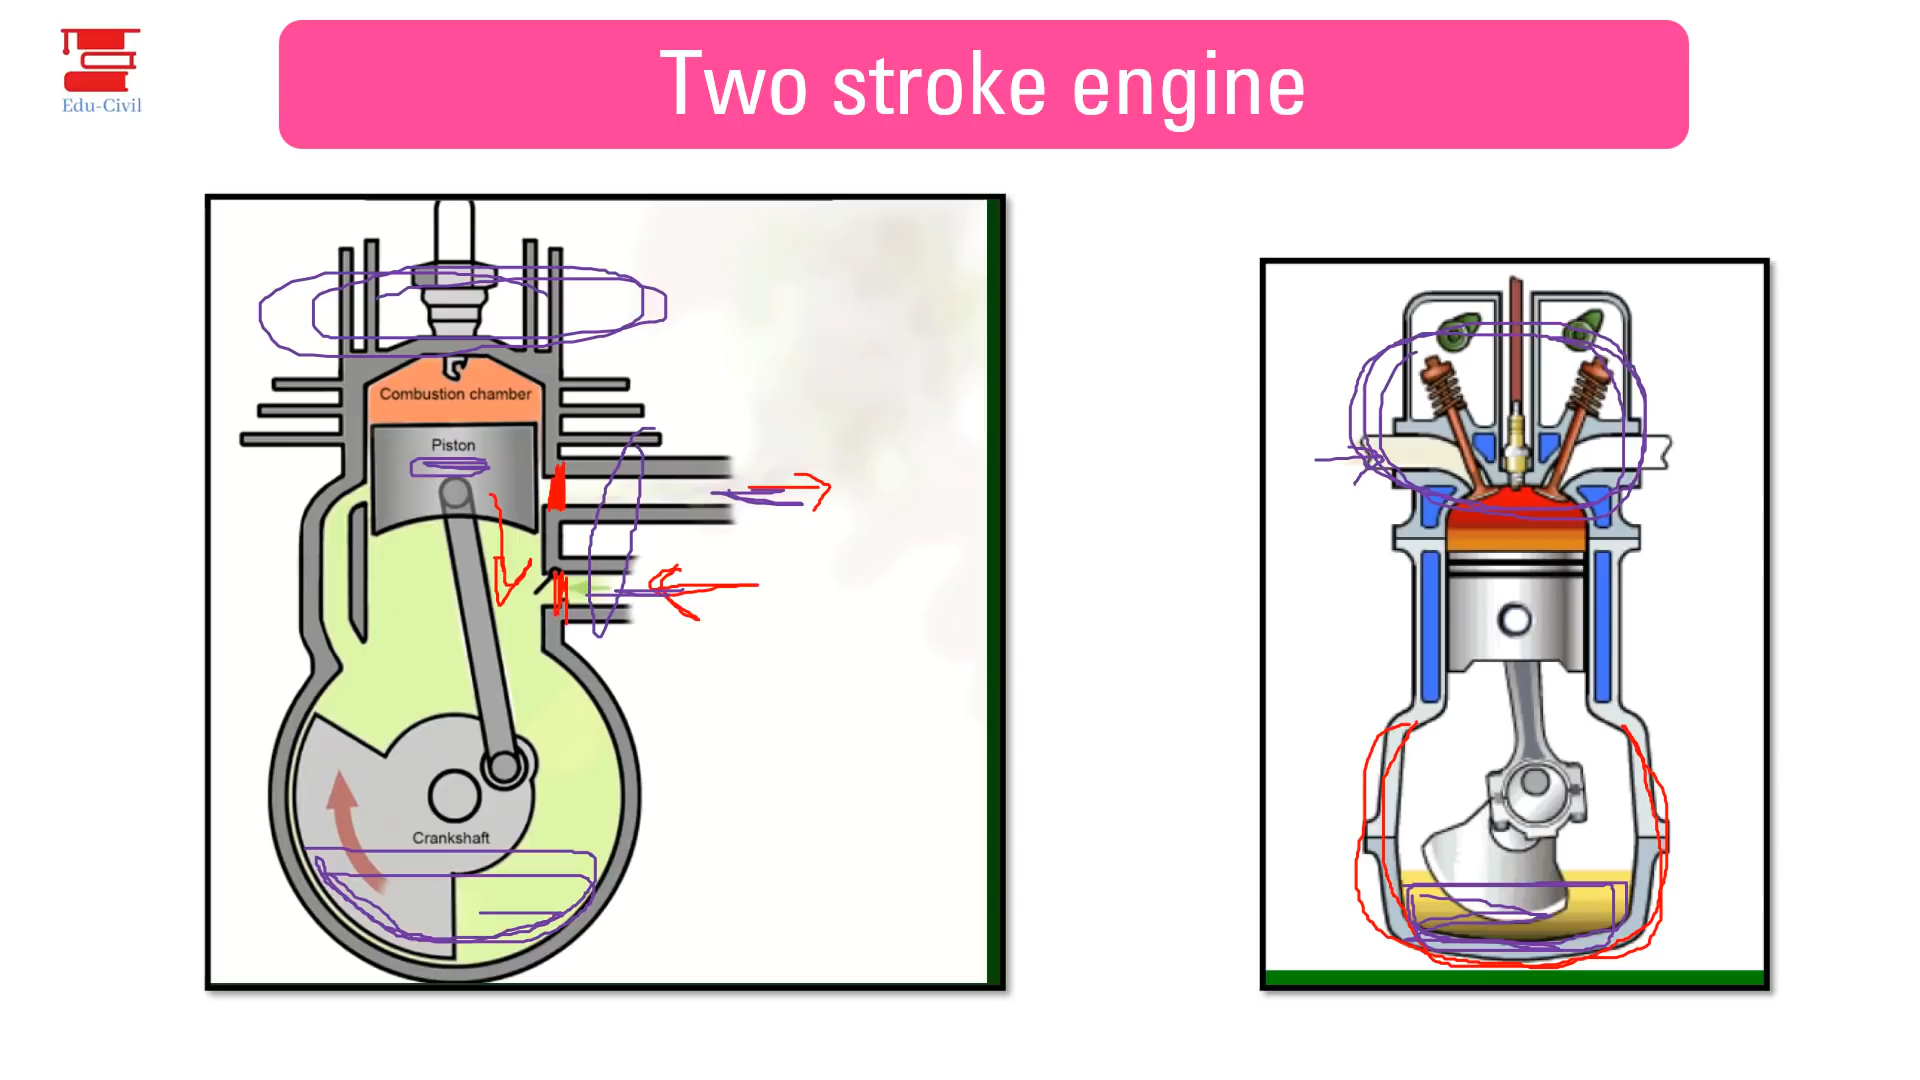 Edu-Civil
Two stroke engine
Combustion chamber
Piston
Crankshaft